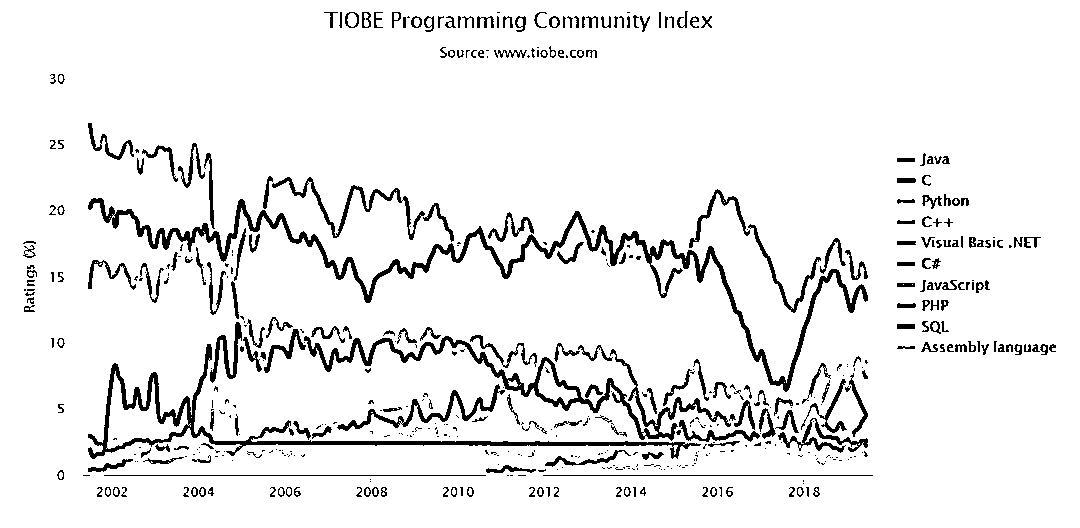 TIOBE Programming Community Index
Source: www.tiobe.com
30
25
20
15
10
5
0
Ratings (%)
2002 2004 2006 2008 2010 2012 2014 2016 2018
Java
C
Python
C++
Visual Basic .NET
C#
JavaScript
PHP
SQL
Assembly language